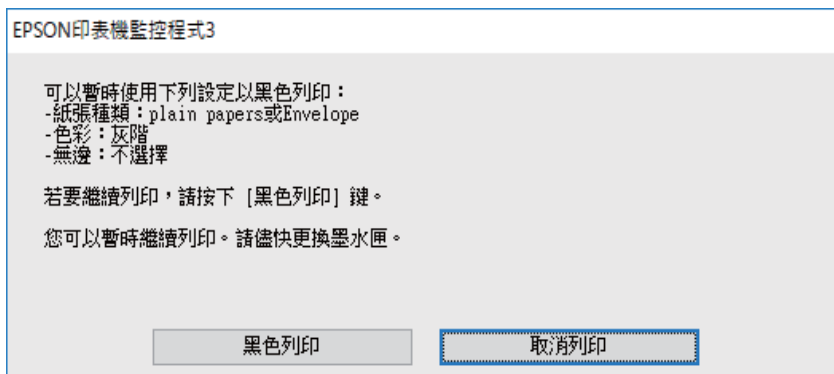 EPSON印表機監控程式3
可以暫時使用下列設定以黑色列印：
-紙張種類：plain papers或Envelope
-色彩：灰階
-無邊：不選擇
若要繼續列印，請按下 [黑色列印] 鍵。
您可以暫時繼續列印。請儘快更換墨水匣。
黑色列印
取消列印